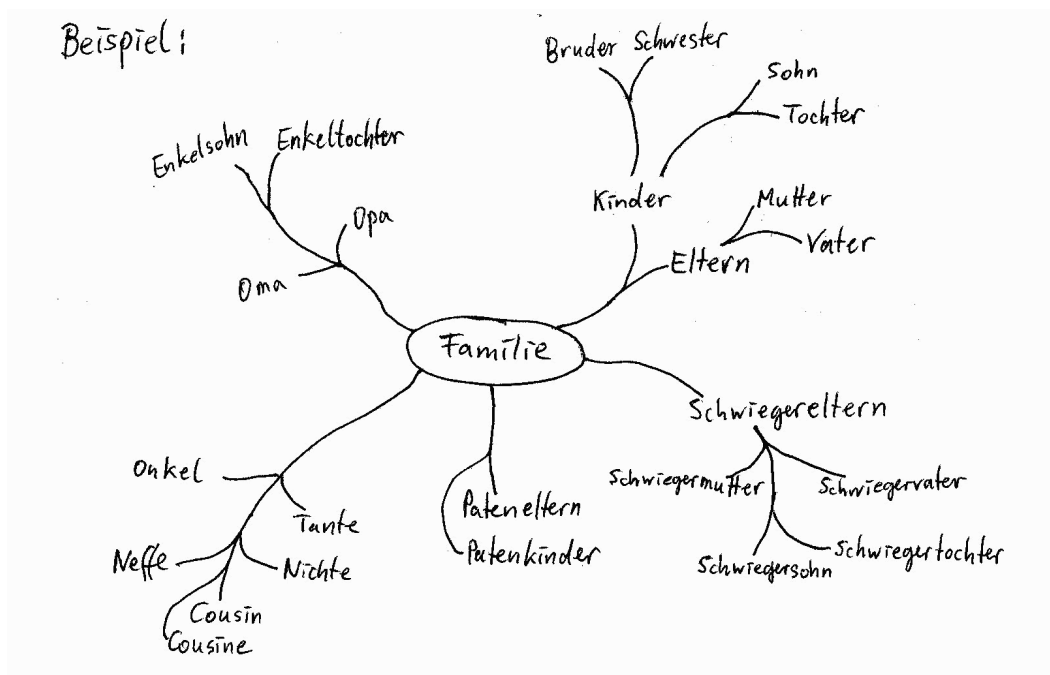 Beispiel:
Bruder Schwester
Sohn
Tochter
Enkelsohn Enkeltochter
Kinder
Mutter
Vater
Eltern
Opa
Oma
Familie
Schwiegereltern
Schwiegermutter
Schwiegervater
Schwiegersohn
Schwiegertochter
Pateneltern
Patenkinder
Onkel
Tante
Neffe
Nichte
Cousin
Cousine